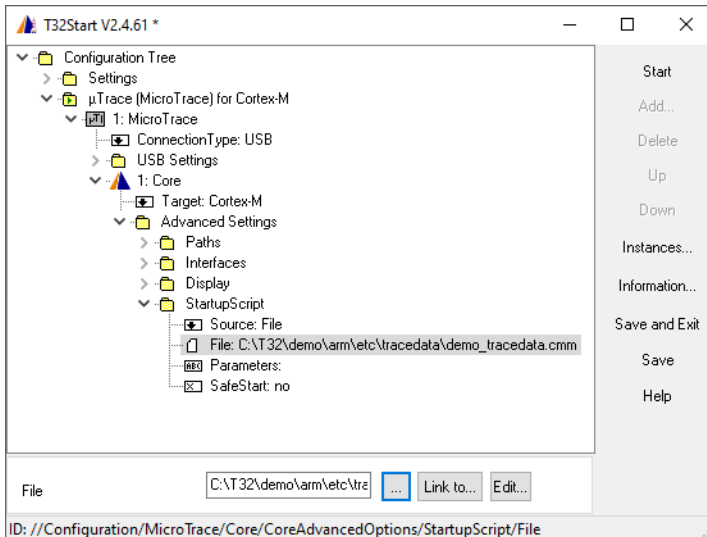 T32Start V2.4.61 *
Configuration Tree
Settings
µTrace (MicroTrace) for Cortex-M
µTI 1: MicroTrace
ConnectionType: USB
USB Settings
1: Core
Target: Cortex-M
Advanced Settings
Paths
Interfaces
Display
StartupScript
Source: File
File: C:\T32\demo\arm\etc\tracedata\demo_tracedata.cmm
ABC Parameters:
SafeStart: no
Start
Add...
Delete
Up
Down
Instances...
Information...
Save and Exit
Save
Help
File C:\T32\demo\arm\etc\tra ... Link to... Edit...
ID: //Configuration/MicroTrace/Core/CoreAdvancedOptions/StartupScript/File